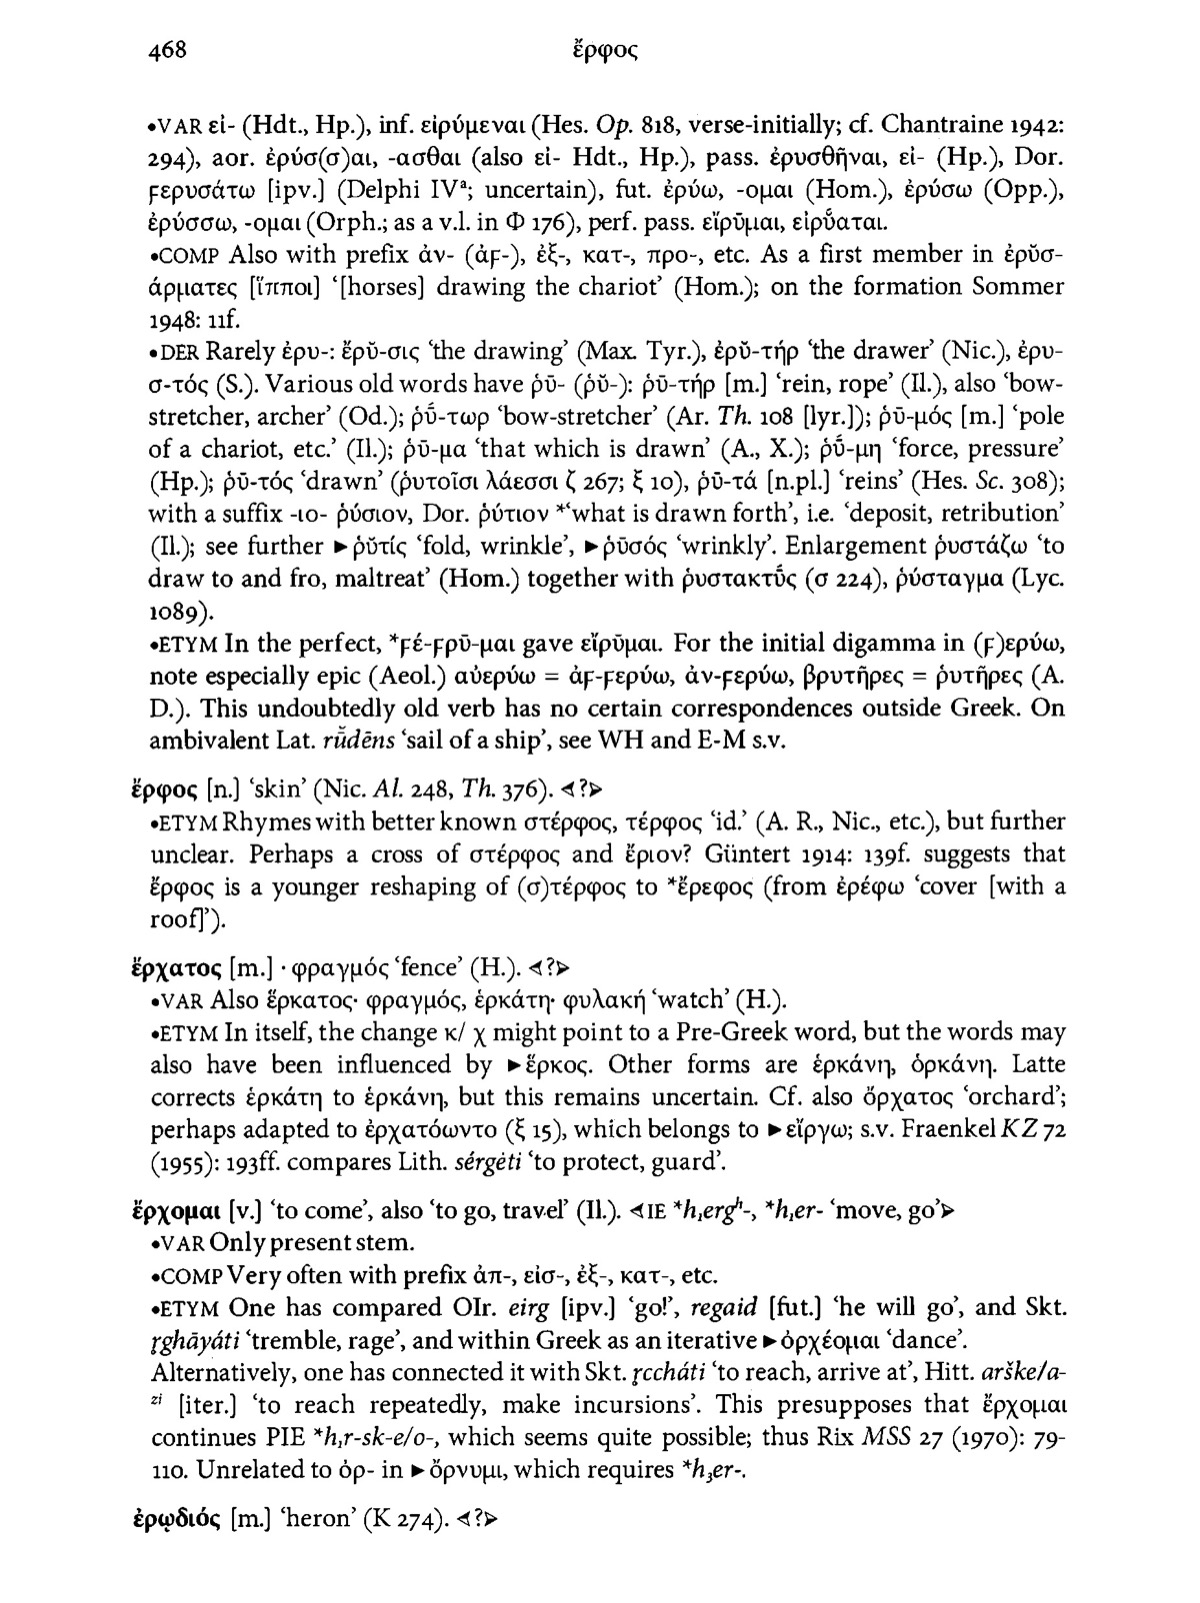 468 ἔρφος
•VAR εἰ- (Hdt., Hp.), inf. εἰρύμεναι (Hes. Op. 818, verse-initially; cf. Chantraine 1942:
294), aor. ἐρύσ(σ)αι, -ασθαι (also εἰ- Hdt., Hp.), pass. ἐρυσθῆναι, εἰ- (Hp.), Dor.
ϝερυσάτω [ipv.] (Delphi IVᵃ; uncertain), fut. ἐρύω, -ομαι (Hom.), ἐρύσω (Opp.),
ἐρύσσω, -ομαι (Orph.; as a v.l. in Φ 176), perf. pass. εἴρῡμαι, εἰρῡ́αται.
•COMP Also with prefix ἀν- (ἀϝ-), ἐξ-, κατ-, προ-, etc. As a first member in ἐρῠσ-
άρματες [ἵπποι] ‘[horses] drawing the chariot’ (Hom.); on the formation Sommer
1948: 11f.
•DER Rarely ἐρυ-: ἔρῠ-σις ‘the drawing’ (Max. Tyr.), ἐρῠ-τήρ ‘the drawer’ (Nic.), ἐρυ-
σ-τός (S.). Various old words have ῥῡ- (ῥῠ-): ῥῡ-τήρ [m.] ‘rein, rope’ (Il.), also ‘bow-
stretcher, archer’ (Od.); ῥῡ́-τωρ ‘bow-stretcher’ (Ar. Th. 108 [lyr.]); ῥῡ-μός [m.] ‘pole
of a chariot, etc.’ (Il.); ῥῡ-μα ‘that which is drawn’ (A., X.); ῥῡ́-μη ‘force, pressure’
(Hp.); ῥῡ-τός ‘drawn’ (ῥυτοῖσι λάεσσι ζ 267; ξ 10), ῥῡ-τά [n.pl.] ‘reins’ (Hes. Sc. 308);
with a suffix -ιο- ῥύσιον, Dor. ῥύτιον *‘what is drawn forth’, i.e. ‘deposit, retribution’
(Il.); see further ►ῥῠτίς ‘fold, wrinkle’, ►ῥῡσός ‘wrinkly’. Enlargement ῥυστάζω ‘to
draw to and fro, maltreat’ (Hom.) together with ῥυστακτῡ́ς (σ 224), ῥύσταγμα (Lyc.
1089).
•ETYM In the perfect, *ϝέ-ϝρῡ-μαι gave εἴρῡμαι. For the initial digamma in (ϝ)ερύω,
note especially epic (Aeol.) αὐερύω = ἀϝ-ϝερύω, ἀν-ϝερύω, βρυτῆρες = ῥυτῆρες (A.
D.). This undoubtedly old verb has no certain correspondences outside Greek. On
ambivalent Lat. rū̆dēns ‘sail of a ship’, see WH and E-M s.v.
ἔρφος [n.] ‘skin’ (Nic. Al. 248, Th. 376). ◄?►
•ETYM Rhymes with better known στέρφος, τέρφος ‘id.’ (A. R., Nic., etc.), but further
unclear. Perhaps a cross of στέρφος and ἔριον? Güntert 1914: 139f. suggests that
ἔρφος is a younger reshaping of (σ)τέρφος to *ἔρεφος (from ἐρέφω ‘cover [with a
roof]’).
ἔρχατος [m.] · φραγμός ‘fence’ (H.). ◄?►
•VAR Also ἕρκατος· φραγμός, ἑρκάτη· φυλακή ‘watch’ (H.).
•ETYM In itself, the change κ/ χ might point to a Pre-Greek word, but the words may
also have been influenced by ►ἕρκος. Other forms are ἑρκάνη, ὁρκάνη. Latte
corrects ἑρκάτη to ἑρκάνη, but this remains uncertain. Cf. also ὄρχατος ‘orchard’;
perhaps adapted to ἐρχατόωντο (ξ 15), which belongs to ►εἴργω; s.v. Fraenkel KZ 72
(1955): 193ff. compares Lith. sérgėti ‘to protect, guard’.
ἔρχομαι [v.] ‘to come’, also ‘to go, travel’ (Il.). ◄IE *h₁ergʰ-, *h₁er- ‘move, go’►
•VAR Only present stem.
•COMP Very often with prefix ἀπ-, εἰσ-, ἐξ-, κατ-, etc.
•ETYM One has compared OIr. eirg [ipv.] ‘go!’, regaid [fut.] ‘he will go’, and Skt.
r̥ghāyáti ‘tremble, rage’, and within Greek as an iterative ►ὀρχέομαι ‘dance’.
Alternatively, one has connected it with Skt. r̥ccháti ‘to reach, arrive at’, Hitt. arške/a-
ᶻⁱ [iter.] ‘to reach repeatedly, make incursions’. This presupposes that ἔρχομαι
continues PIE *h₁r-sk-e/o-, which seems quite possible; thus Rix MSS 27 (1970): 79-
110. Unrelated to ὀρ- in ►ὄρνυμι, which requires *h₃er-.
ἐρῳδιός [m.] ‘heron’ (Κ 274). ◄?►